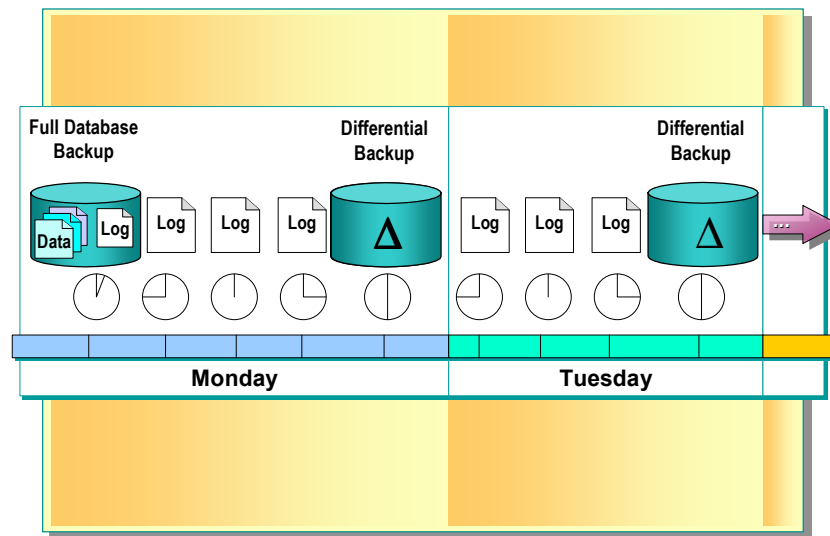 Full Database
Backup
Differential
Backup
Differential
Backup
Data
Log
Log
Log
Log
Δ
Log
Log
Log
Δ
...
Monday
Tuesday